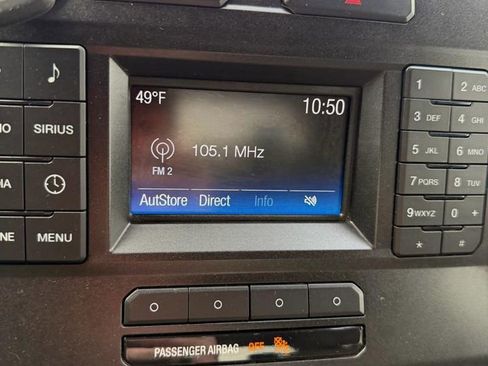 49°F 10:50
105.1 MHz
FM 2
AutStore Direct Info
SIRIUS
MENU
1
2 ABC
3 DEF
4 GHI
5 JKL
6 MNO
7 PQRS
8 TUV
9 WXYZ
0 +
*
#
PASSENGER AIRBAG OFF